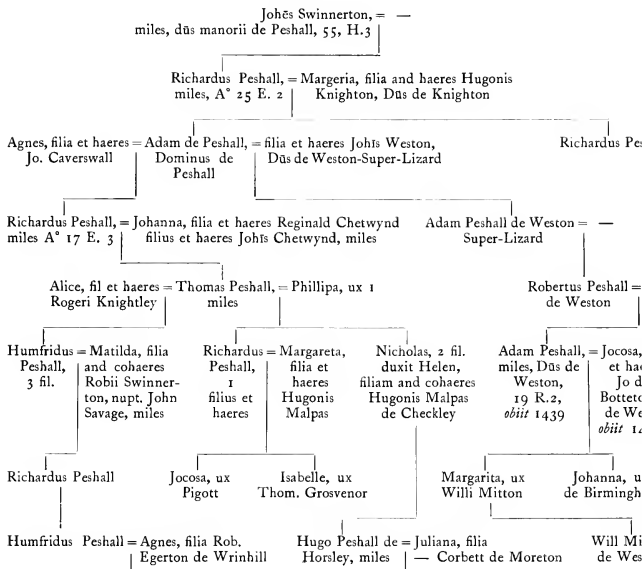 Johēs Swinnerton, = —
miles, dūs manorii de Peshall, 55, H.3
Richardus Peshall, = Margeria, filia and haeres Hugonis
miles, A° 25 E. 2 Knighton, Dūs de Knighton
Agnes, filia et haeres = Adam de Peshall, = filia et haeres Johīs Weston, Richardus
Jo. Caverswall Dominus de Dūs de Weston-Super-Lizard
Peshall
Richardus Peshall, = Johanna, filia et haeres Reginald Chetwynd Adam Peshall de Weston = —
miles A° 17 E. 3 filius et haeres Johīs Chetwynd, miles Super-Lizard
Alice, fil et haeres = Thomas Peshall, = Phillipa, ux 1 Robertus Peshall =
Rogeri Knightley miles de Weston
Humfridus = Matilda, filia Richardus = Margareta, Nicholas, 2 fil. Adam Peshall, = Jocosa,
Peshall, and cohaeres Peshall, filia et duxit Helen, miles, Dūs de et
3 fil. Robii Swinner- 1 haeres filiam and cohaeres Weston, Jo
ton, nupt. John filius et Hugonis Hugonis Malpas 19 R.2,
Savage, miles haeres Malpas de Checkley obiit 1439 de
obiit
Richardus Peshall Jocosa, ux Isabelle, ux Margarita, ux Johanna,
Pigott Thom. Grosvenor Willi Mitton de
Humfridus Peshall = Agnes, filia Rob. Hugo Peshall de = Juliana, filia Will
Egerton de Wrinhill Horsley, miles — Corbett de Moreton de